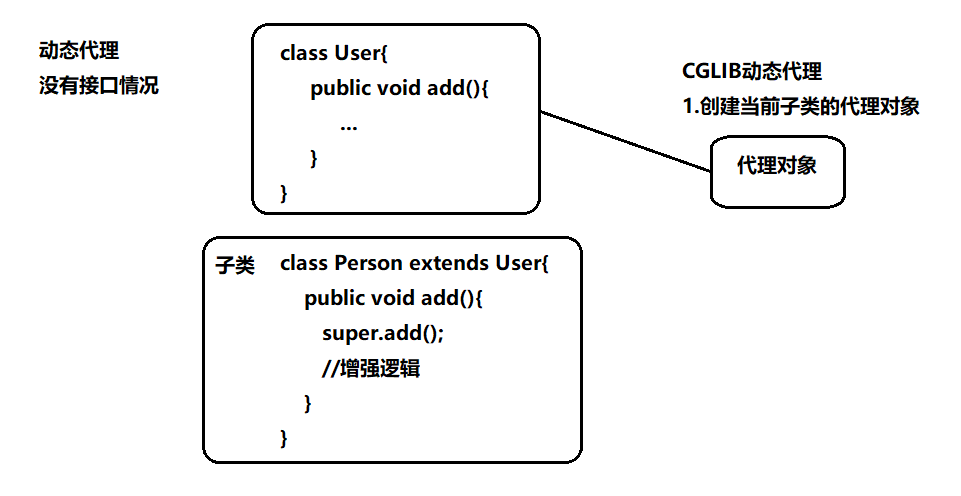 动态代理
没有接口情况
class User{
public void add(){
...
}
}
CGLIB动态代理
1.创建当前子类的代理对象
代理对象
子类
class Person extends User{
public void add(){
super.add();
//增强逻辑
}
}